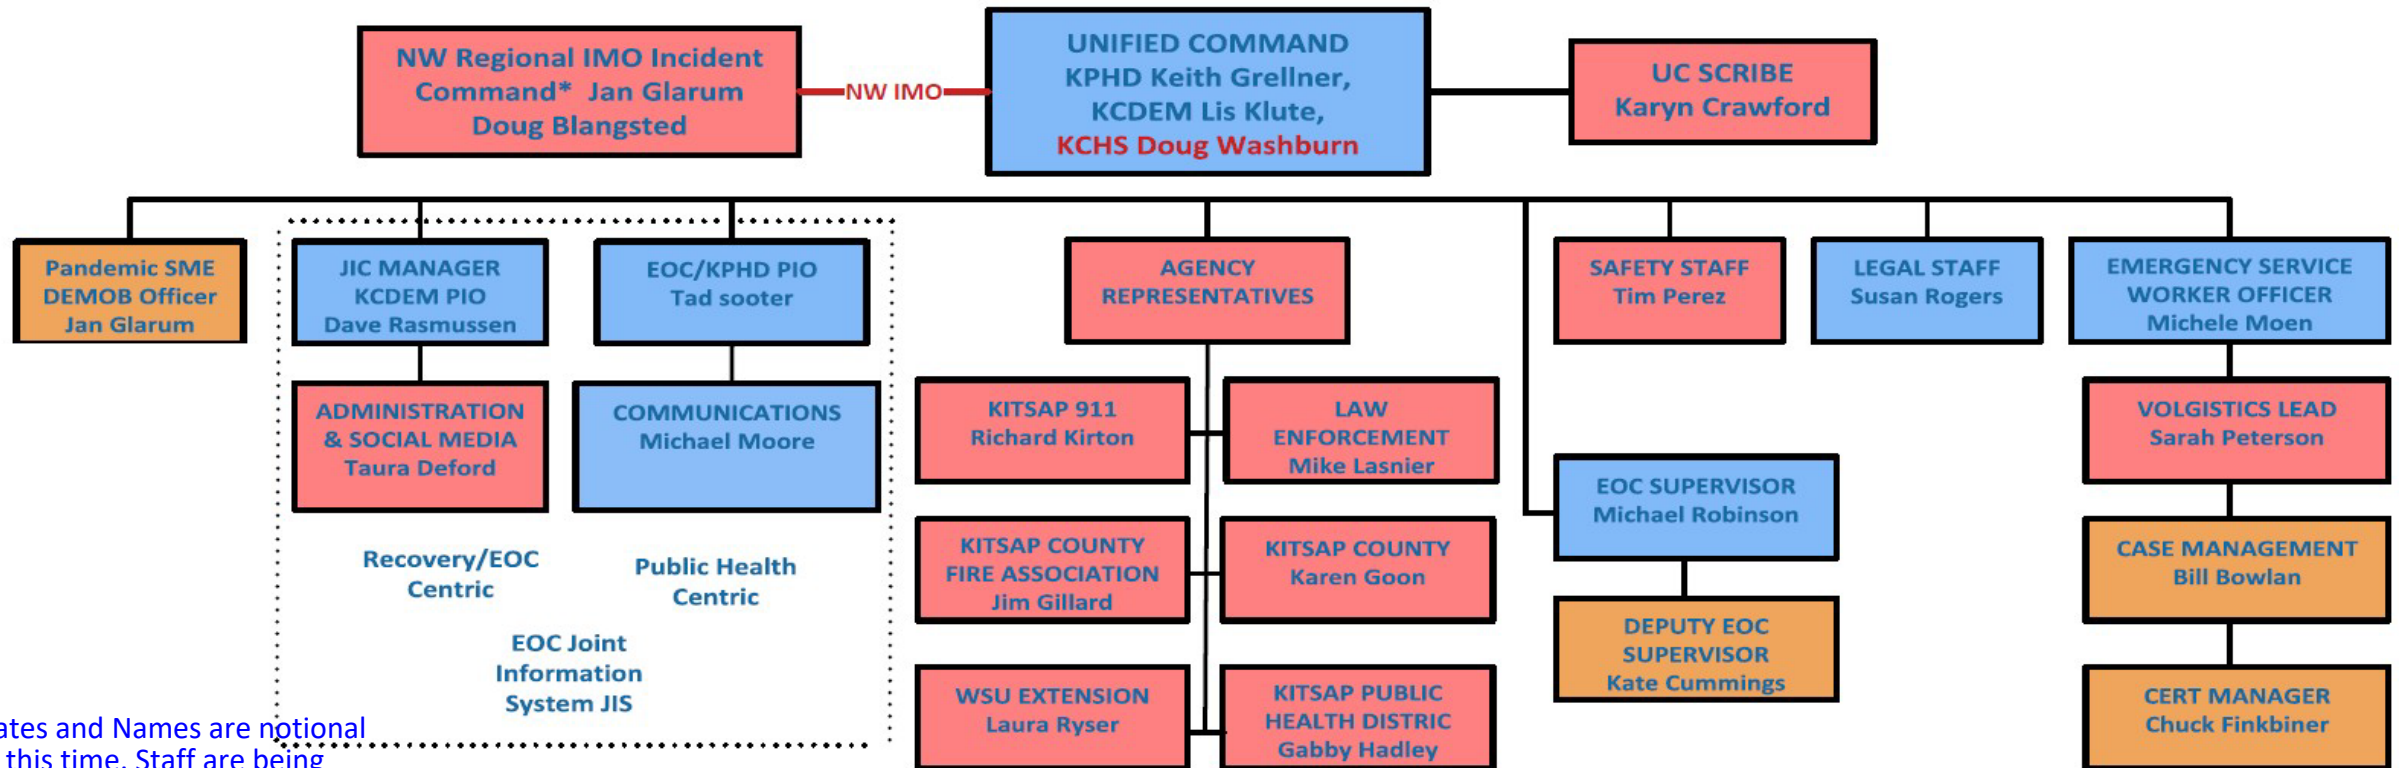 NW Regional IMO Incident
Command* Jan Glarum
Doug Blangsted
NW IMO
UNIFIED COMMAND
KPHD Keith Grellner,
KCDEM Lis Klute,
KCHS Doug Washburn
UC SCRIBE
Karyn Crawford
Pandemic SME
DEMOB Officer
Jan Glarum
JIC MANAGER
KCDEM PIO
Dave Rasmussen
EOC/KPHD PIO
Tad sooter
AGENCY
REPRESENTATIVES
SAFETY STAFF
Tim Perez
LEGAL STAFF
Susan Rogers
EMERGENCY SERVICE
WORKER OFFICER
Michele Moen
ADMINISTRATION
& SOCIAL MEDIA
Taura Deford
COMMUNICATIONS
Michael Moore
KITSAP 911
Richard Kirton
LAW
ENFORCEMENT
Mike Lasnier
VOLGISTICS LEAD
Sarah Peterson
EOC SUPERVISOR
Michael Robinson
Recovery/EOC
Centric
Public Health
Centric
KITSAP COUNTY
FIRE ASSOCIATION
Jim Gillard
KITSAP COUNTY
Karen Goon
CASE MANAGEMENT
Bill Bowlan
DEPUTY EOC
SUPERVISOR
Kate Cummings
EOC Joint
Information
System JIS
WSU EXTENSION
Laura Ryser
KITSAP PUBLIC
HEALTH DISTRIC
Gabby Hadley
CERT MANAGER
Chuck Finkbiner
and Names are notional
this time. Staff are being